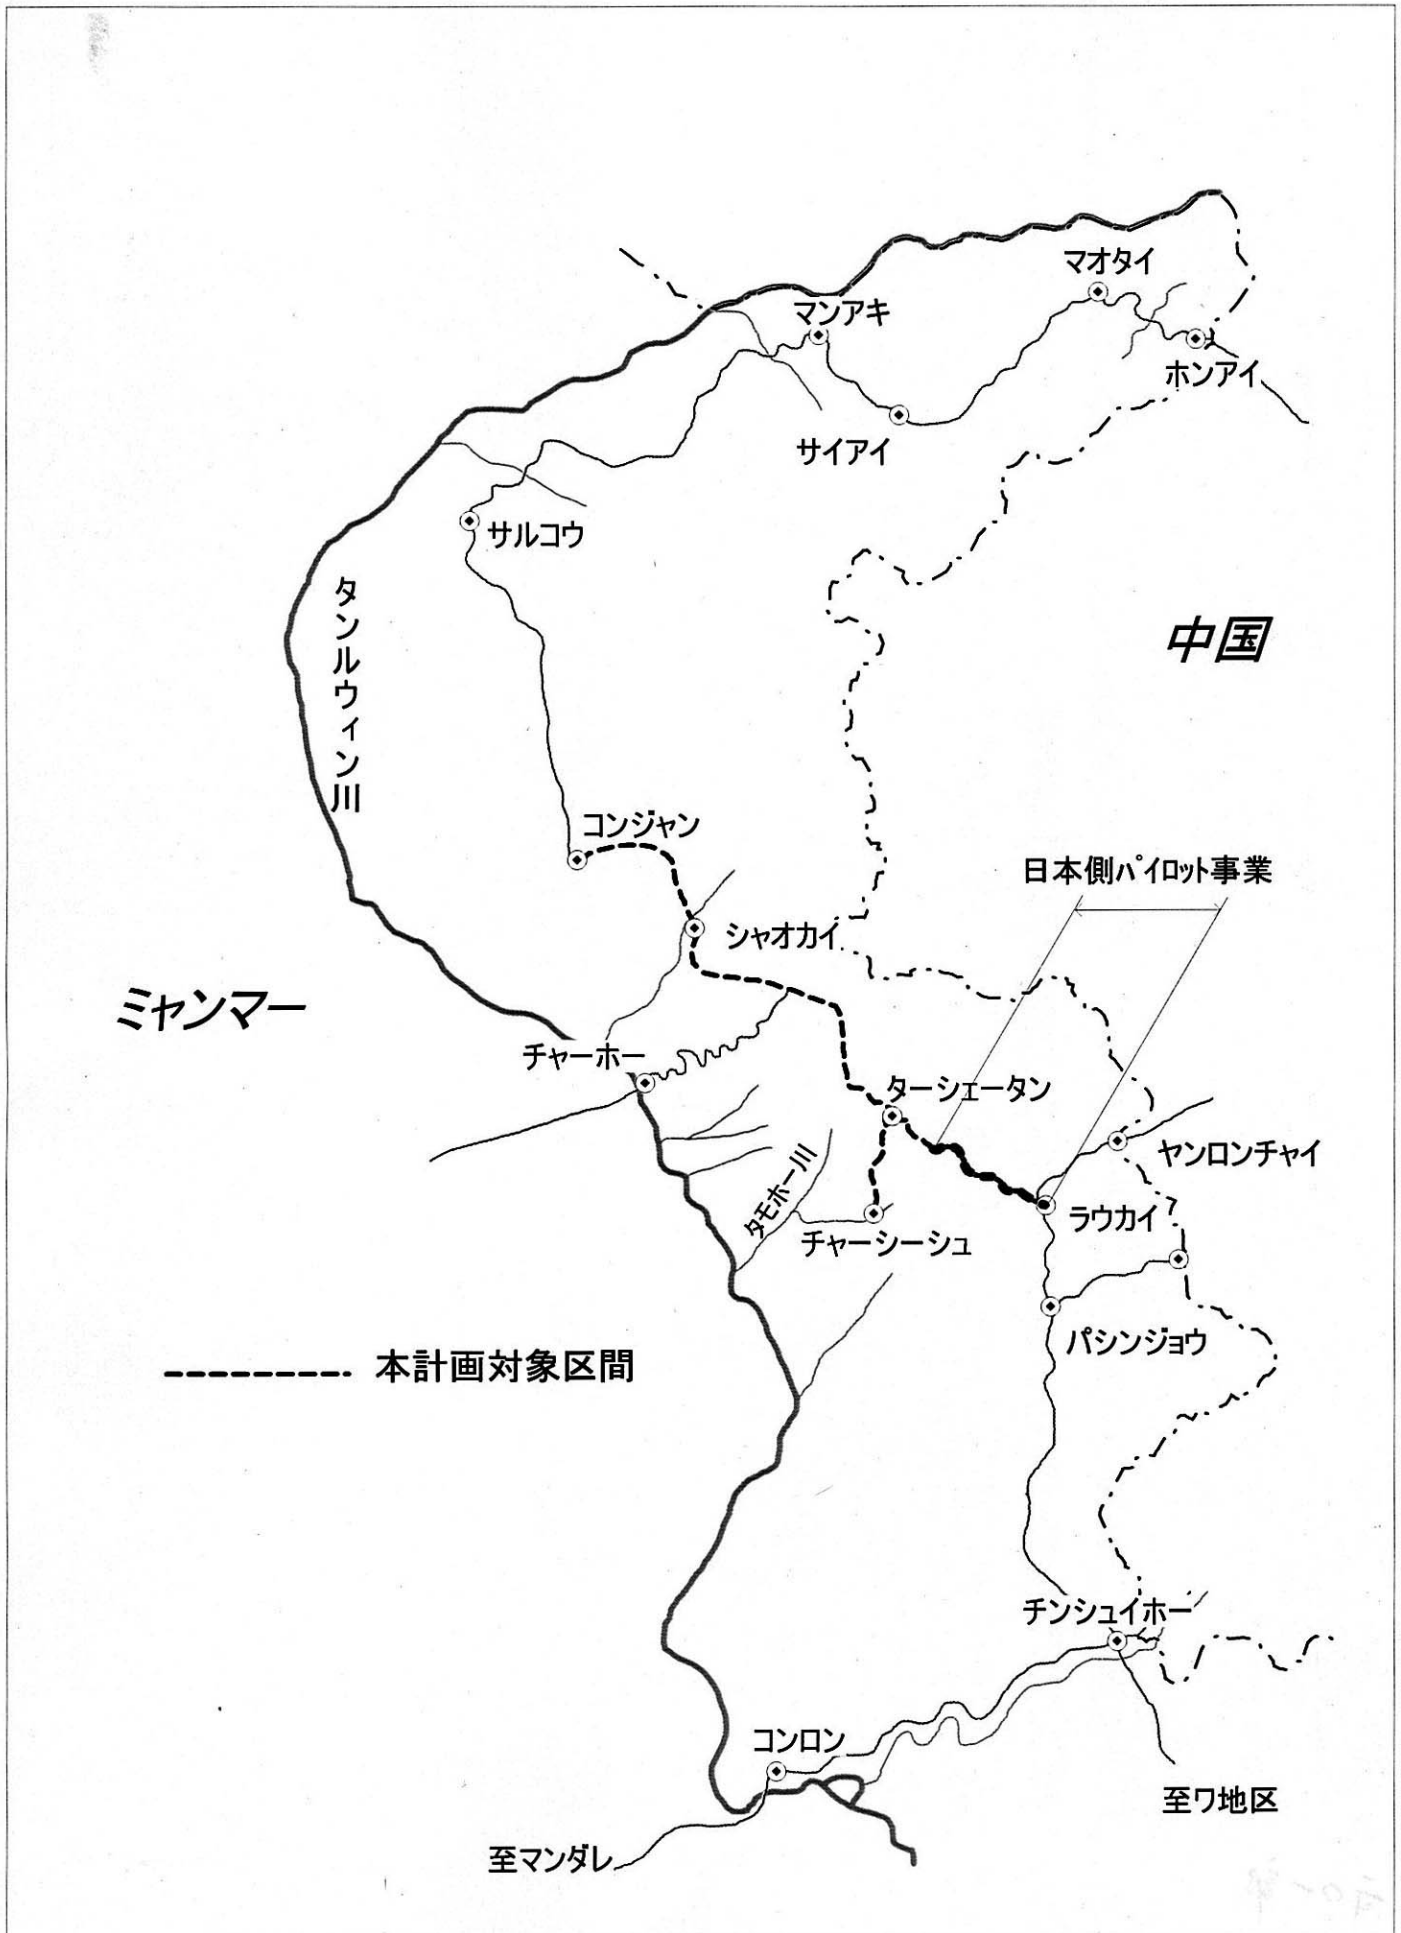 マオタイ
マンアキ
ホンアイ
サイアイ
サルコウ
タンルウィン川
中国
コンジャン
日本側パイロット事業
シャオカイ
ミャンマー
チャーホー
ターシェータン
ヤンロンチャイ
タモホー川
ラウカイ
チャーシーシュ
パシンジョウ
本計画対象区間
チンシュイホー
コンロン
至ワ地区
至マンダレ